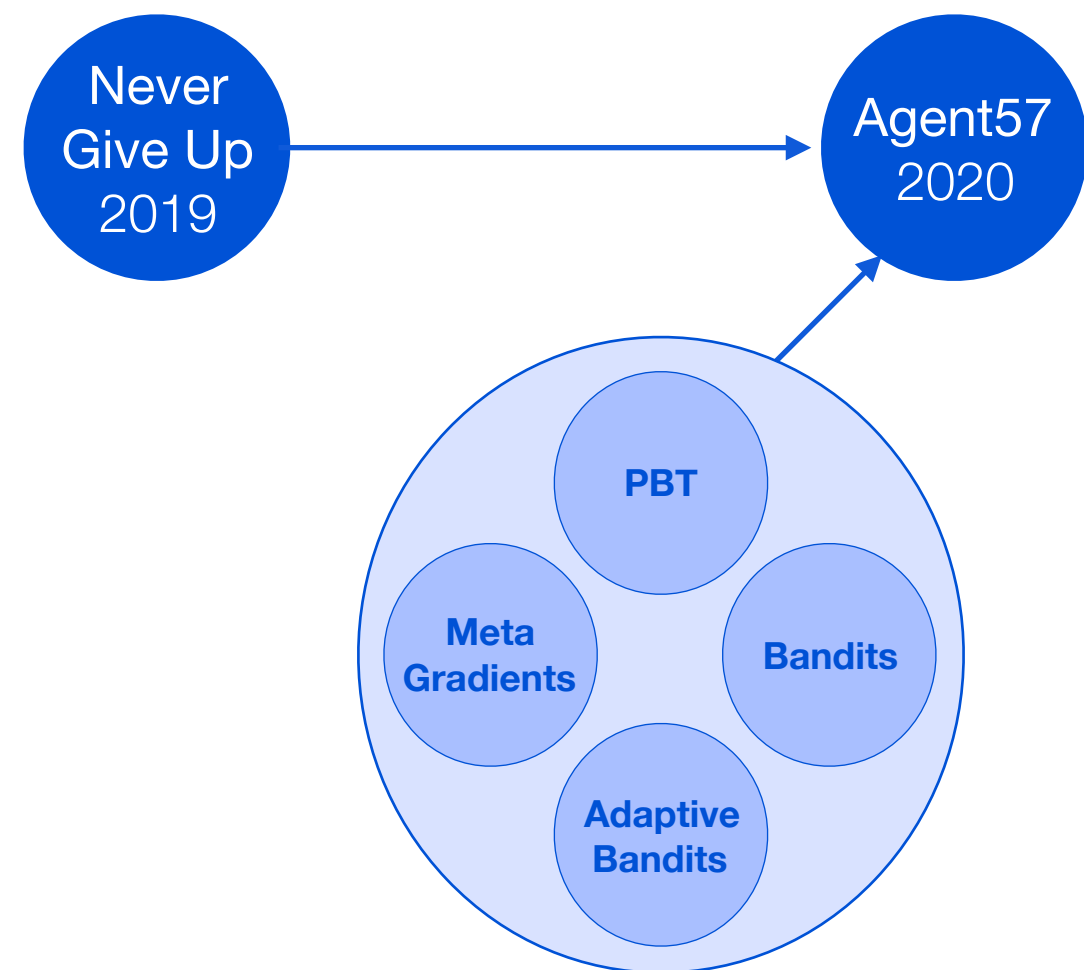 Never
Give Up
2019
Agent57
2020
PBT
Meta
Gradients
Bandits
Adaptive
Bandits